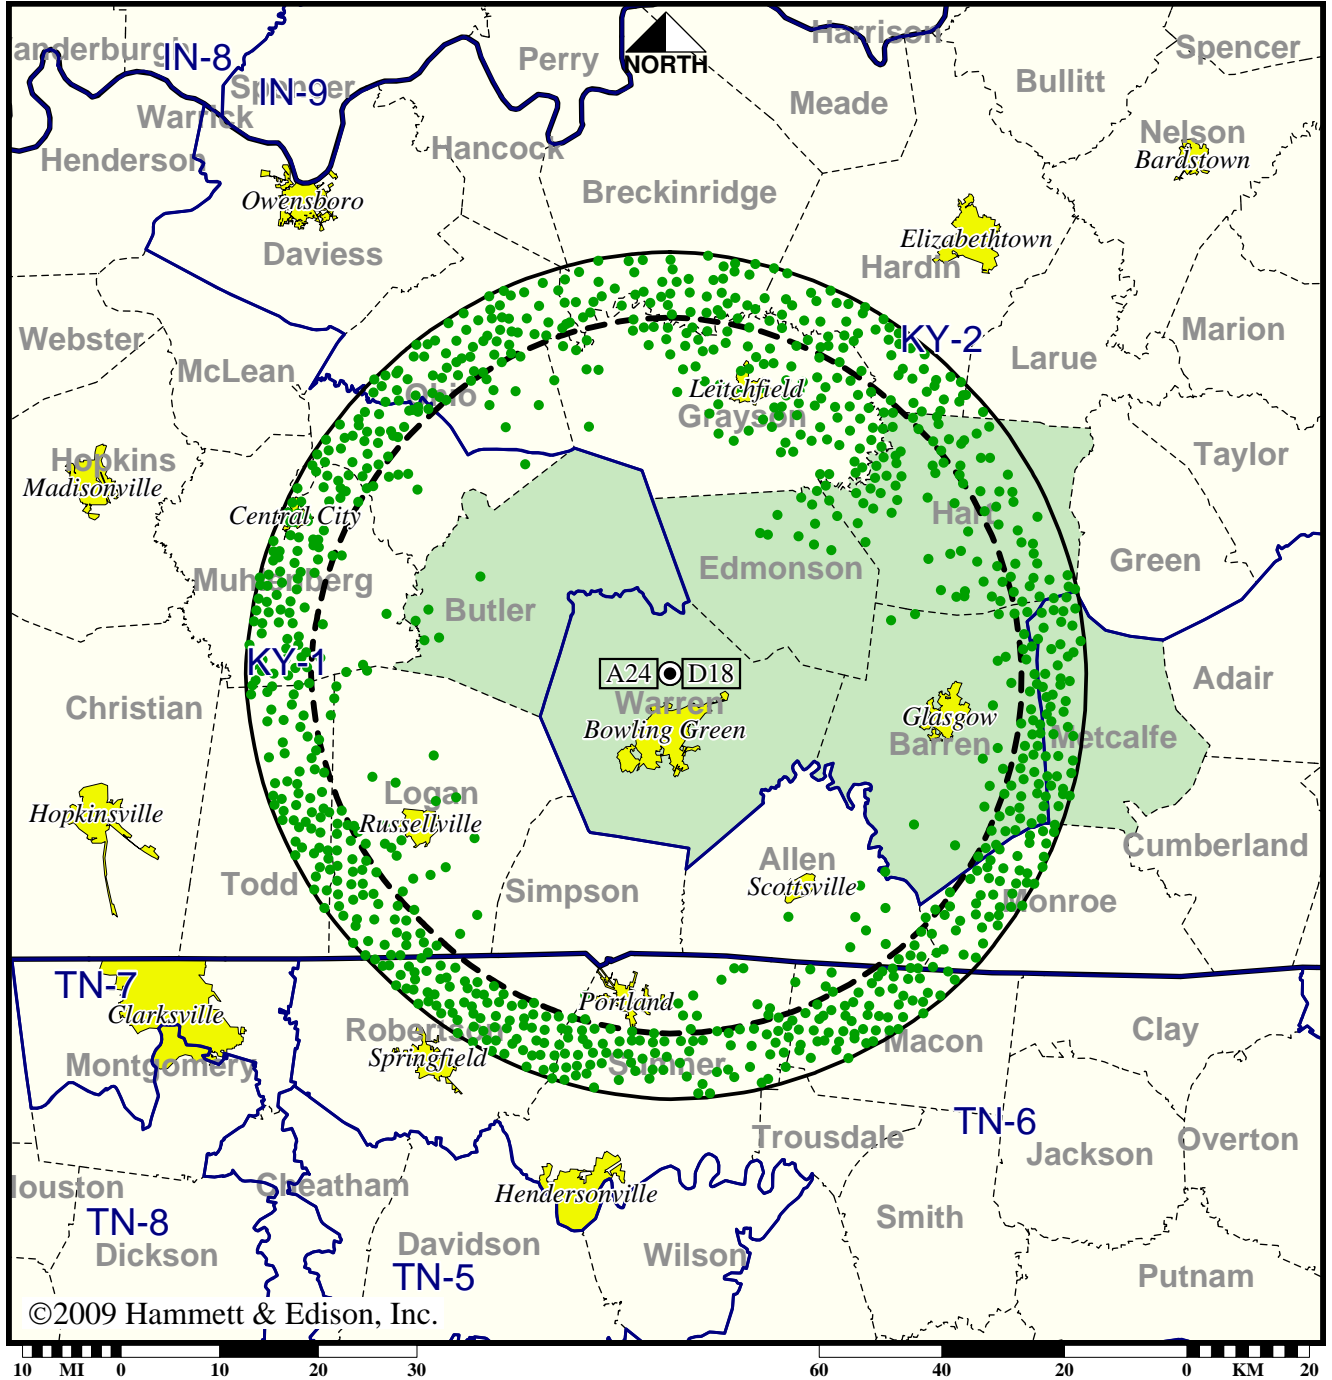 anderburgh
IN-8
Perry
Harrison
Spencer
NORTH
Spencer
IN-9
Bullitt
Meade
Warrick
Nelson
Bardstown
Hancock
Henderson
Breckinridge
Owensboro
Daviess
Elizabethtown
Hardin
Webster
KY-2
Marion
McLean
Larue
Ohio
Leitchfield
Grayson
Hopkins
Madisonville
Taylor
Central City
Hart
Green
Muhlenberg
Edmonson
Butler
KY-1
A24
D18
Adair
Christian
Warren
Bowling Green
Glasgow
Barren
Metcalfe
Logan
Hopkinsville
Russellville
Cumberland
Allen
Scottsville
Todd
Simpson
Monroe
TN-7
Clarksville
Portland
Robertson
Clay
Macon
Springfield
Montgomery
Sumner
TN-6
Trousdale
Jackson
Overton
Houston
Cheatham
Hendersonville
TN-8
Smith
Dickson
Davidson
Wilson
TN-5
Putnam
©2009 Hammett & Edison, Inc.
10 MI 0 10 20 30 60 40 20 0 KM 20